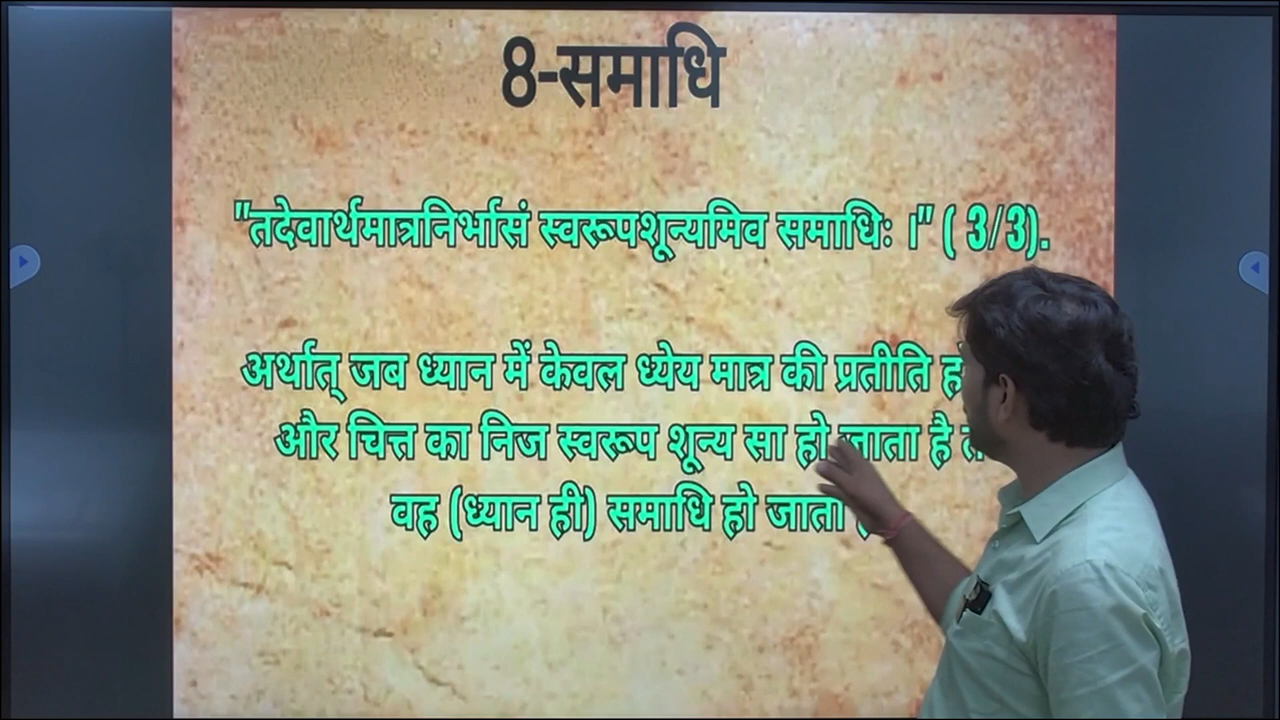 8-समाधि
"तदेवार्थमात्रनिर्भासं स्वरूपशून्यमिव समाधिः ।" ( 3/3).
अर्थात् जब ध्यान में केवल ध्येय मात्र की प्रतीति
और चित्त का निज स्वरूप शून्य सा हो जाता है
वह (ध्यान ही) समाधि हो जाता